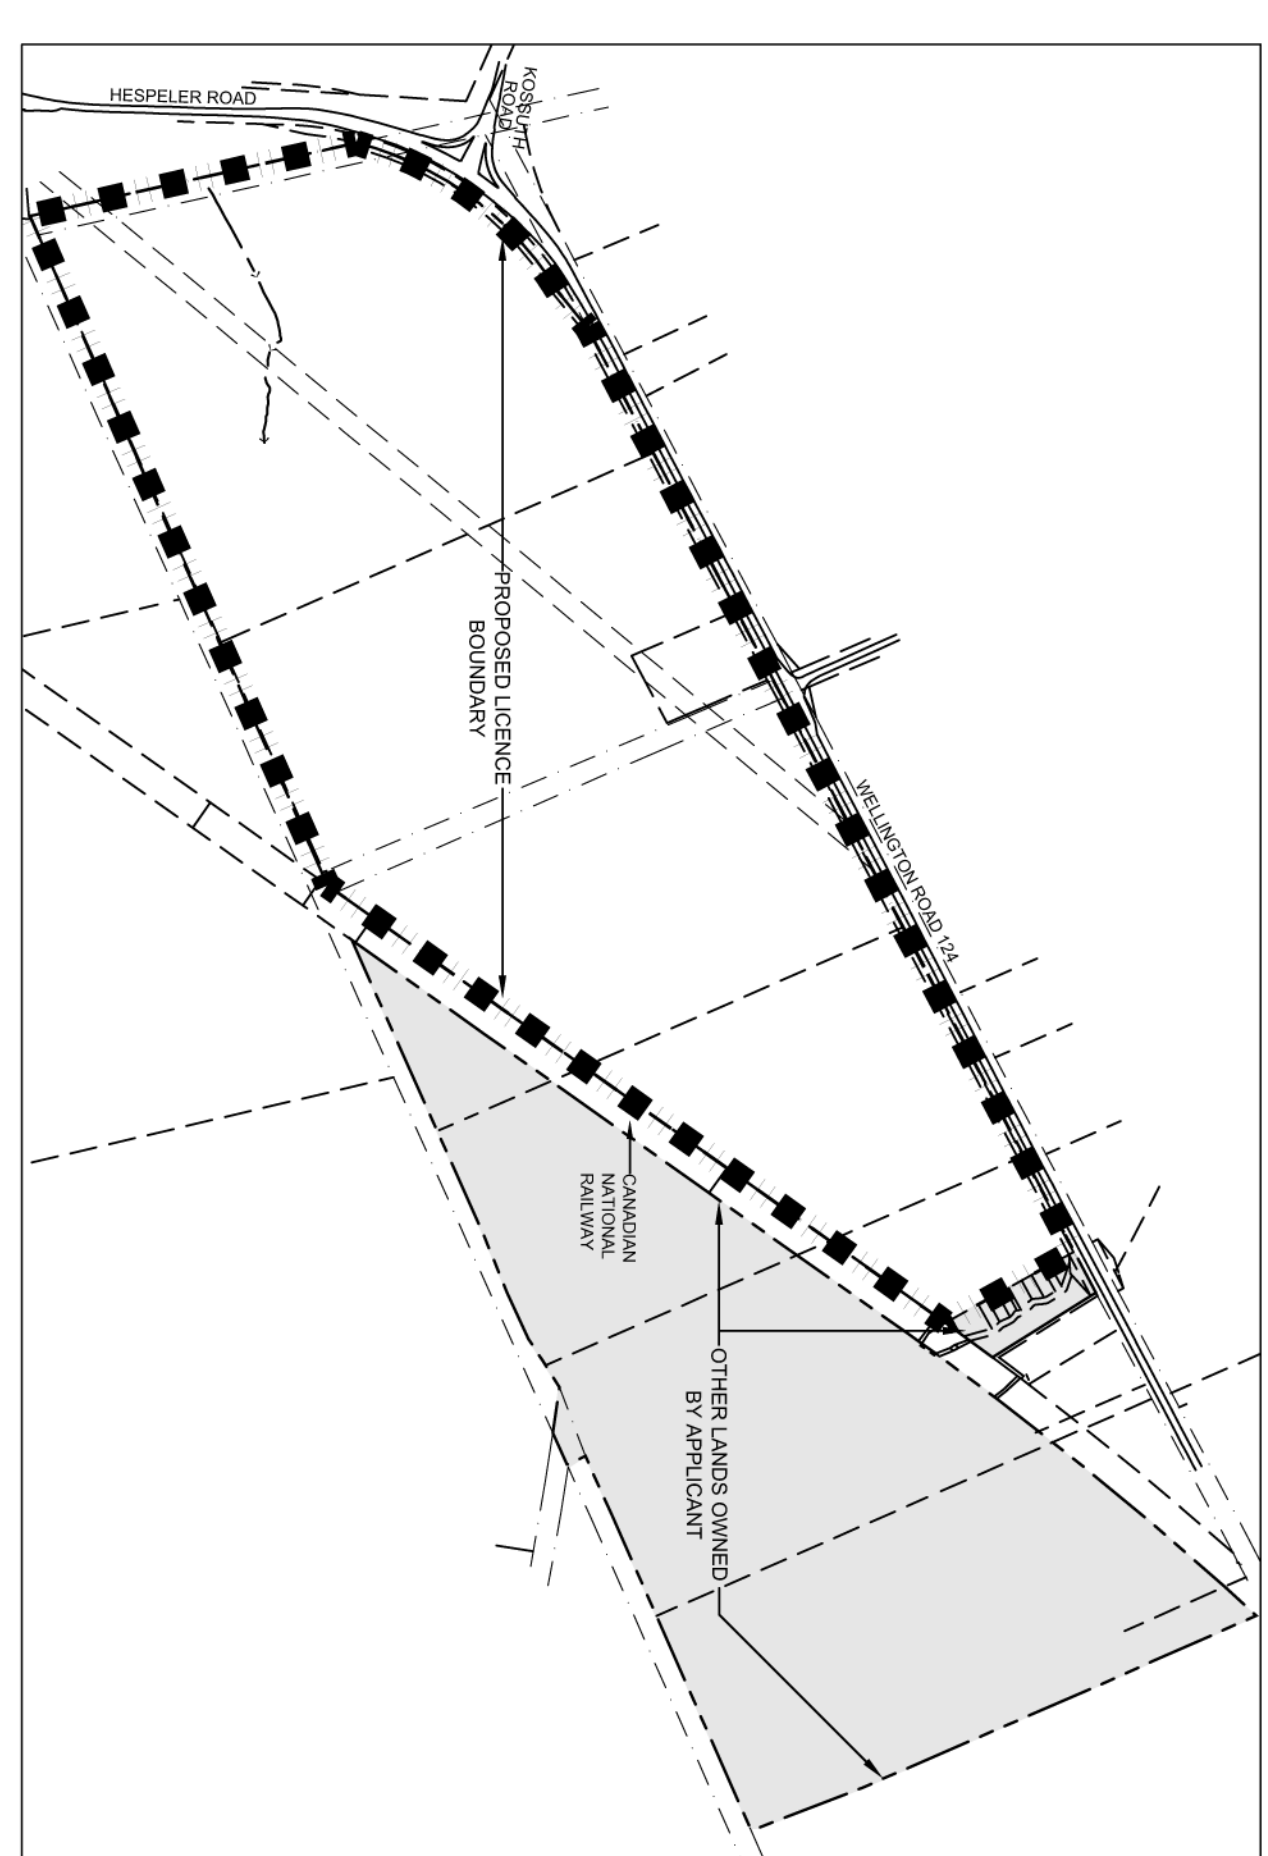 HESPELER ROAD
KOSSUTH
ROAD
PROPOSED LICENCE
BOUNDARY
WELLINGTON ROAD 124
CANADIAN
NATIONAL
RAILWAY
OTHER LANDS OWNED
BY APPLICANT